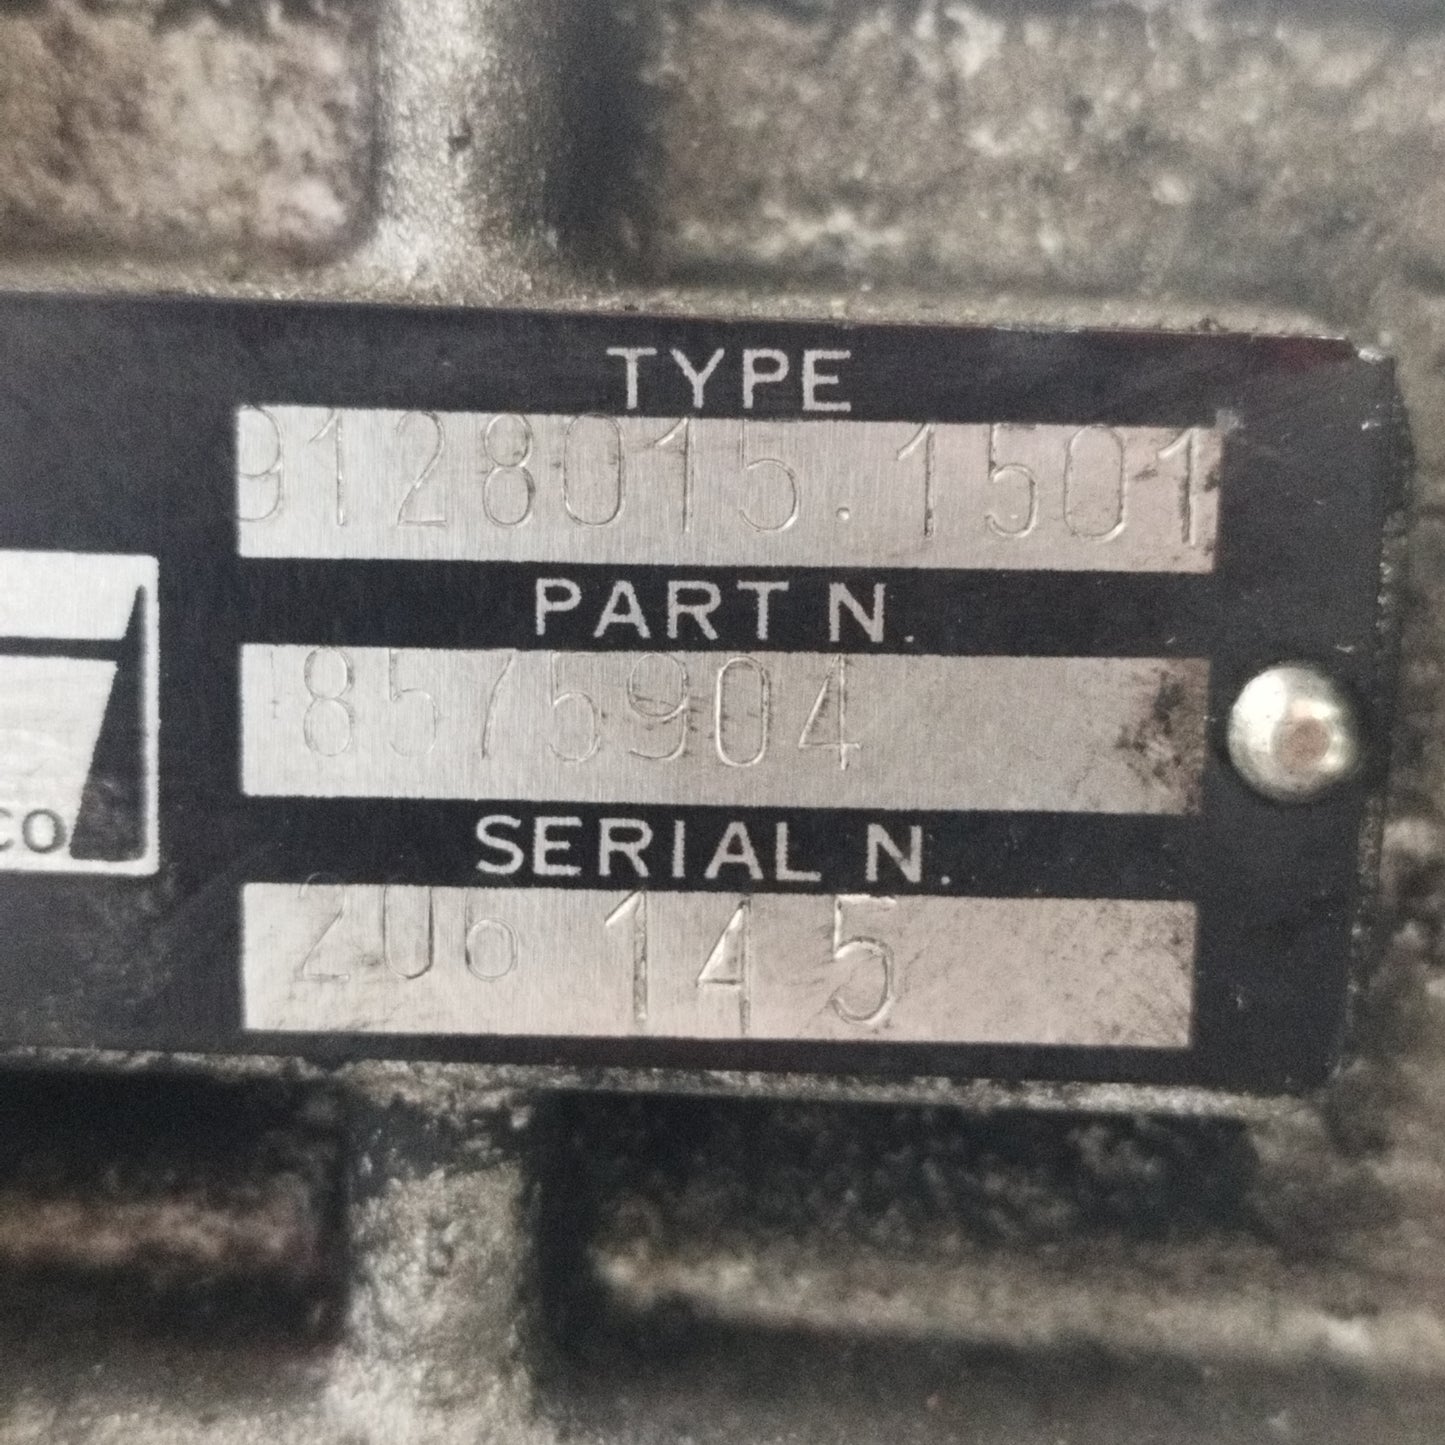 TYPE
9128015.1501
PART N.
8575904
CO
SERIAL N.
206 145